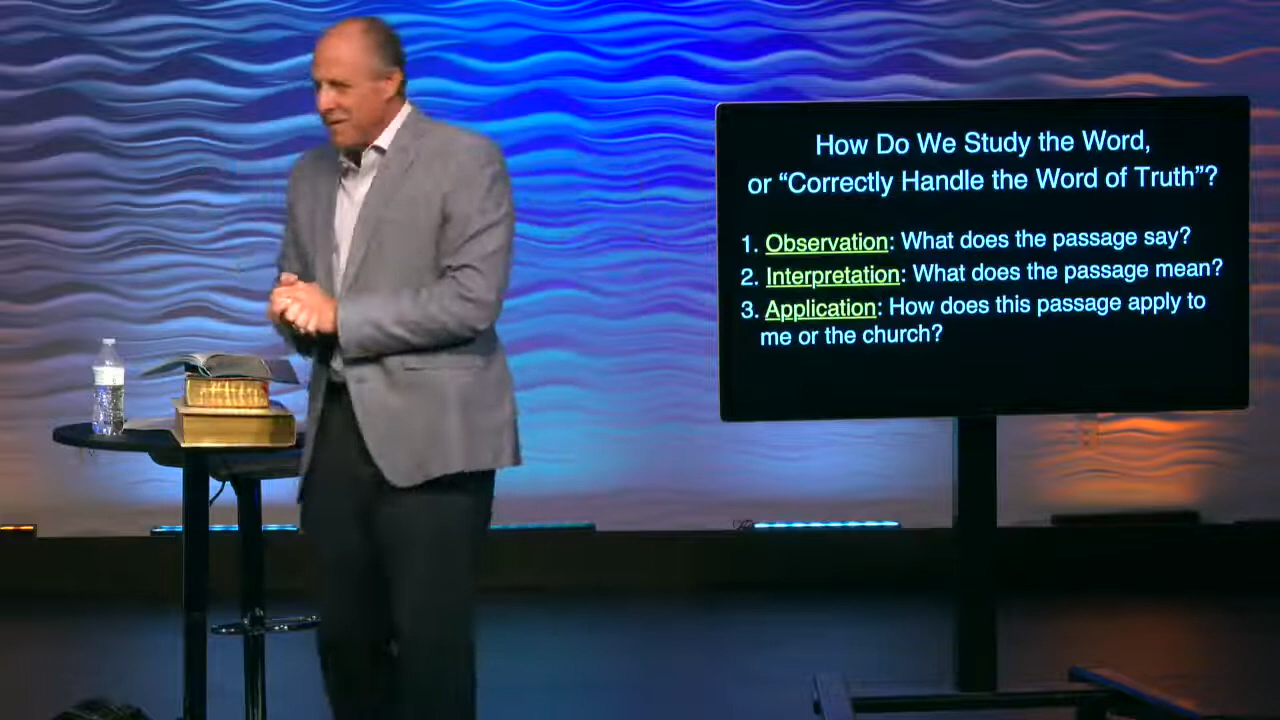 How Do We Study the Word,
or “Correctly Handle the Word of Truth”?
1. Observation: What does the passage say?
2. Interpretation: What does the passage mean?
3. Application: How does this passage apply to
me or the church?